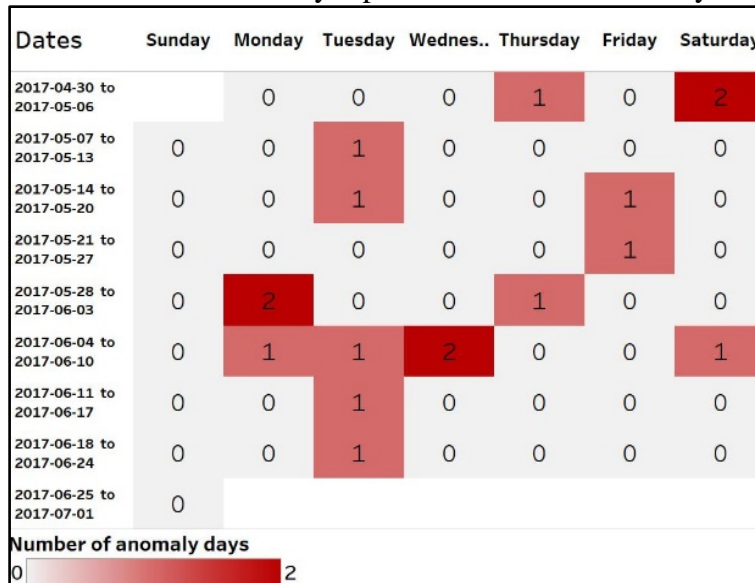 Dates Sunday Monday Tuesday Wednes.. Thursday Friday Saturday
2017-04-30 to
2017-05-06
0 0 0 1 0 2
2017-05-07 to
2017-05-13
0 0 1 0 0 0 0
2017-05-14 to
2017-05-20
0 0 1 0 0 1 0
2017-05-21 to
2017-05-27
0 0 0 0 0 1 0
2017-05-28 to
2017-06-03
0 2 0 0 1 0 0
2017-06-04 to
2017-06-10
0 1 1 2 0 0 1
2017-06-11 to
2017-06-17
0 0 1 0 0 0 0
2017-06-18 to
2017-06-24
0 0 1 0 0 0 0
2017-06-25 to
2017-07-01
0
Number of anomaly days
0 2